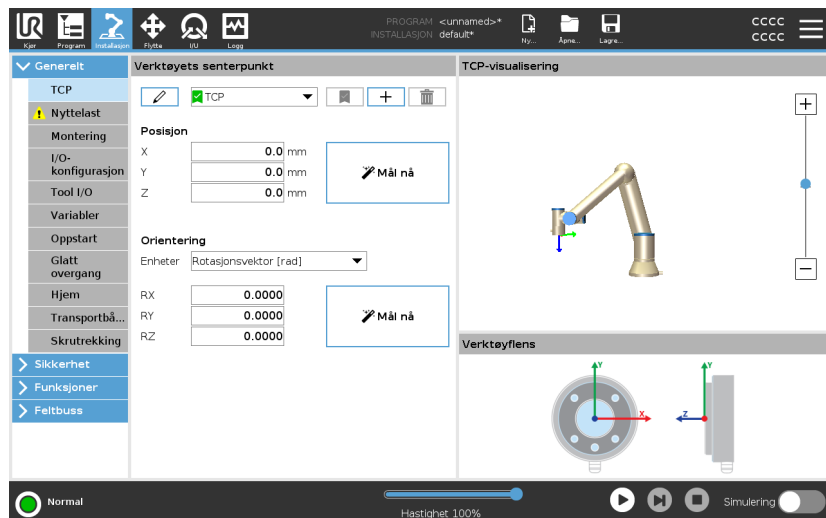 UR
PROGRAM <unnamed>*
INSTALLASJON default*
cccc
cccc
Kjør
Program
Installasjon
Flytte
I/U
Logg
Ny...
Åpne...
Lagre...
Generelt
TCP
Nyttelast
Montering
I/O-
konfigurasjon
Tool I/O
Variabler
Oppstart
Glatt
overgang
Hjem
Transportbå...
Skrutrekking
Sikkerhet
Funksjoner
Feltbuss
Verktøyets senterpunkt
TCP
Posisjon
X 0.0 mm
Y 0.0 mm
Z 0.0 mm
Mål nå
Orientering
Enheter Rotasjonsvektor [rad]
RX 0.0000
RY 0.0000
RZ 0.0000
Mål nå
TCP-visualisering
Verktøyflens
Y
X
Y
Z
Normal
Hastighet 100%
Simulering